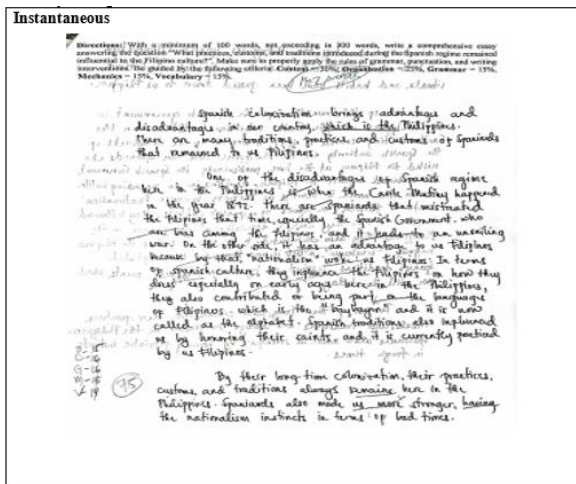 Instantaneous
Directions: With a minimum of 100 words, not exceeding in 300 words, write a comprehensive essay
answering the question "What practices, customs, and traditions introduced during the Spanish regime remained
influential to the Filipino culture?". Make sure to properly apply the rules of grammar, punctuation, and writing
interventions. Be guided by the following criteria: Content – 30%, Organization – 25%, Grammar – 15%,
Mechanics – 15%, Vocabulary – 15%.
Spanish colonization brings advantages and
disadvantages in our country, which is the Philippines.
There are many traditions, practices and customs of Spaniards
that remained to us Filipinos.
One of the disadvantages of Spanish regime
here in the Philippines is when the Cavite Mutiny happened
in the year 1872. There are Spaniards that mistreated
the Filipinos that time, especially the Spanish Government, who
are bias among the Filipinos, and it leads to an unending
war. On the other side, it has an advantage to us Filipinos
because by that, "nationalism" woke us Filipinos. In terms
of spanish culture, they influence the Filipinos on how they
dress especially on early ages here in the Philippines,
they also contributed or being part on the languages
of Filipinos which is the "baybayin" and it is now
called as the alphabet. Spanish traditions also influenced
us by honoring their saints, and it is currently practiced
by us Filipinos.
By their long-time colonization, their practices,
customs and traditions always remains here in the
Philippines. Spaniards also made us more stronger, having
the nationalism instincts in terms of bad times.
G-16
75